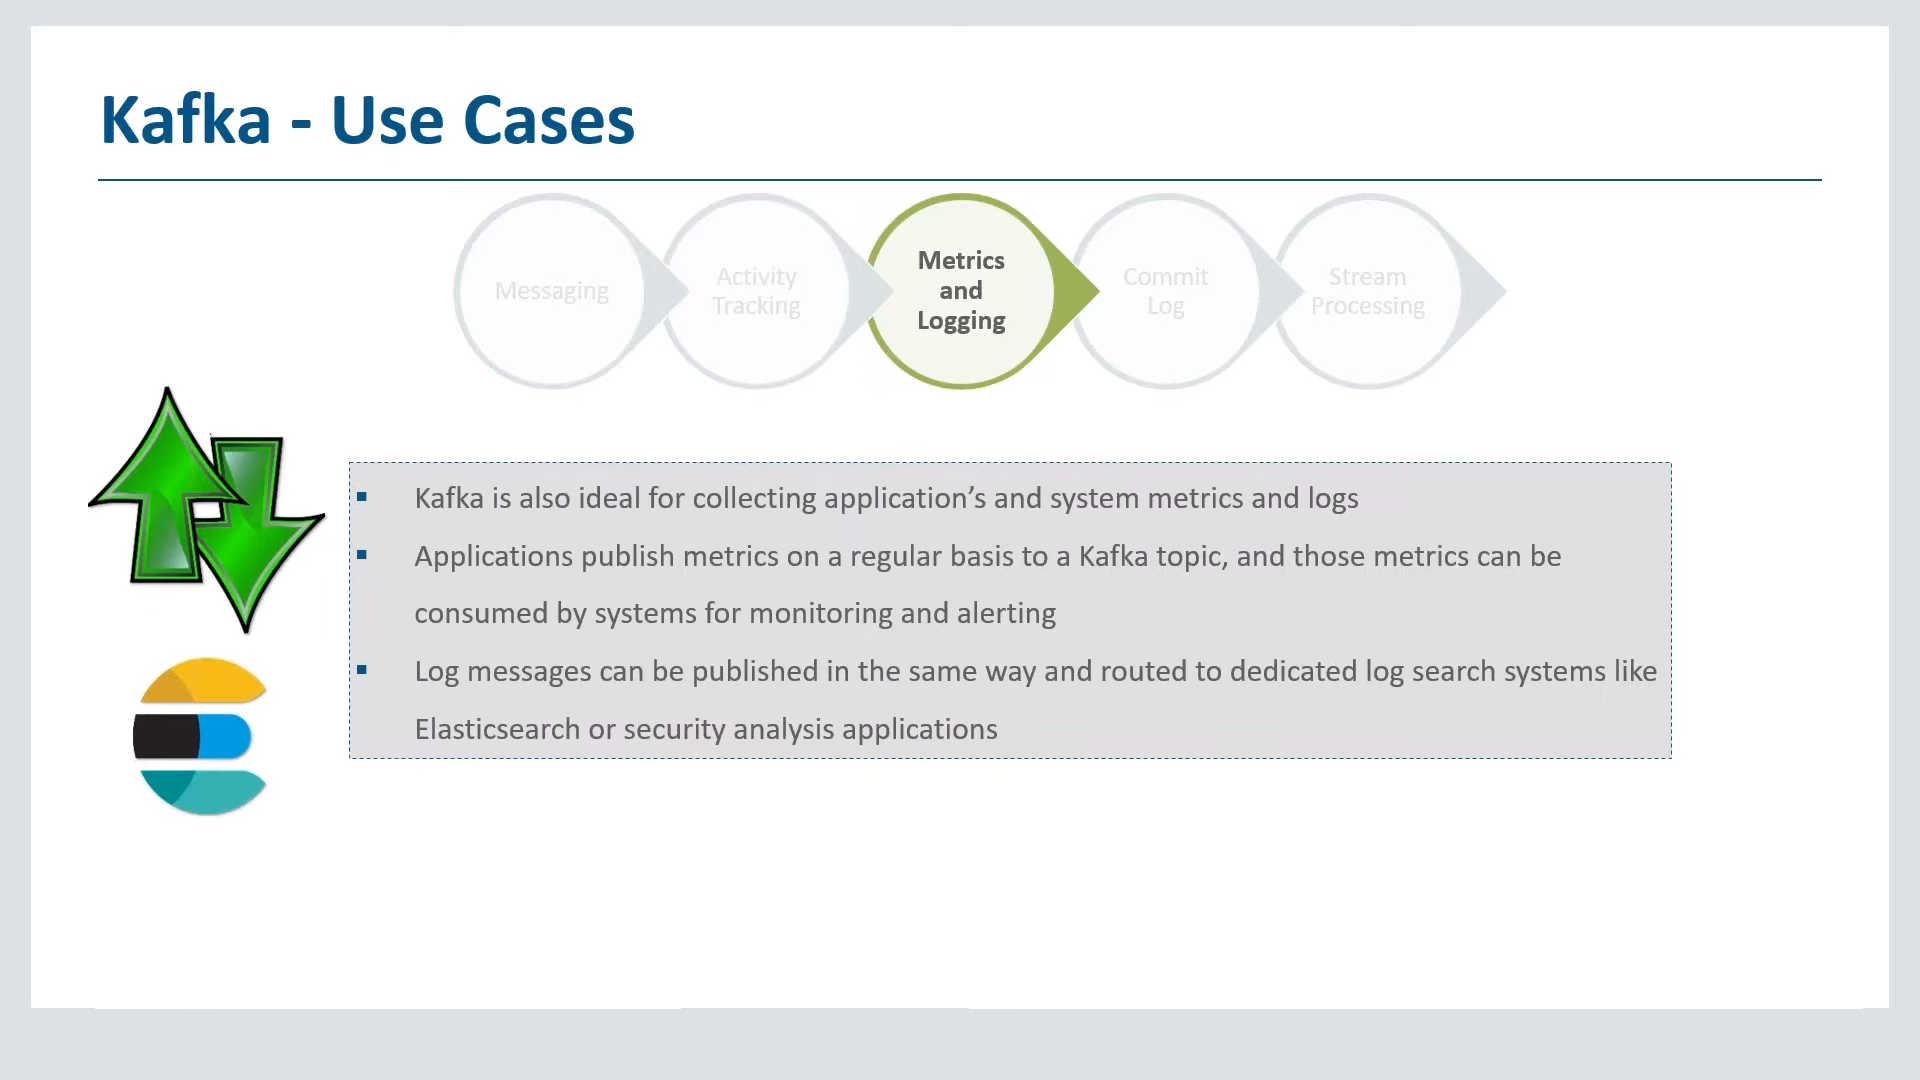 Kafka - Use Cases
Messaging
Activity
Tracking
Metrics
and
Logging
Commit
Log
Stream
Processing
▪ Kafka is also ideal for collecting application’s and system metrics and logs
▪ Applications publish metrics on a regular basis to a Kafka topic, and those metrics can be
consumed by systems for monitoring and alerting
▪ Log messages can be published in the same way and routed to dedicated log search systems like
Elasticsearch or security analysis applications